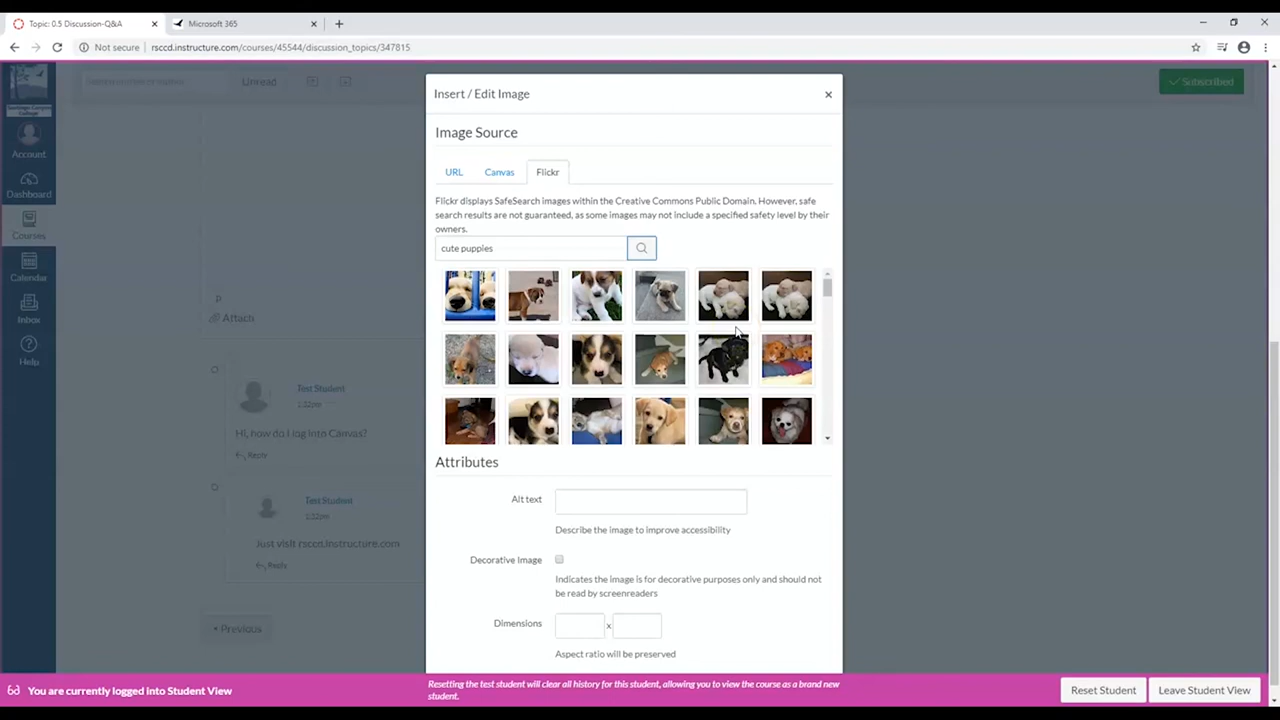 Topic: 0.5 Discussion-Q&A
Microsoft 365
Not secure
rsccd.instructure.com/courses/45544/discussion_topics/347815
Unread
Subscribed
Account
Dashboard
Courses
Calendar
Inbox
Help
Insert / Edit Image
Image Source
URL
Canvas
Flickr
Flickr displays SafeSearch images within the Creative Commons Public Domain. However, safe
search results are not guaranteed, as some images may not include a specified safety level by their
owners.
cute puppies
p
Attach
Test Student
1:32pm
Hi, how do I log into Canvas?
Reply
Test Student
1:32pm
Just visit rsccd.instructure.com
Reply
< Previous
Attributes
Alt text
Describe the image to improve accessibility
Decorative Image
Indicates the image is for decorative purposes only and should not
be read by screenreaders
Dimensions
x
Aspect ratio will be preserved
You are currently logged into Student View
Resetting the test student will clear all history for this student, allowing you to view the course as a brand new
student.
Reset Student
Leave Student View